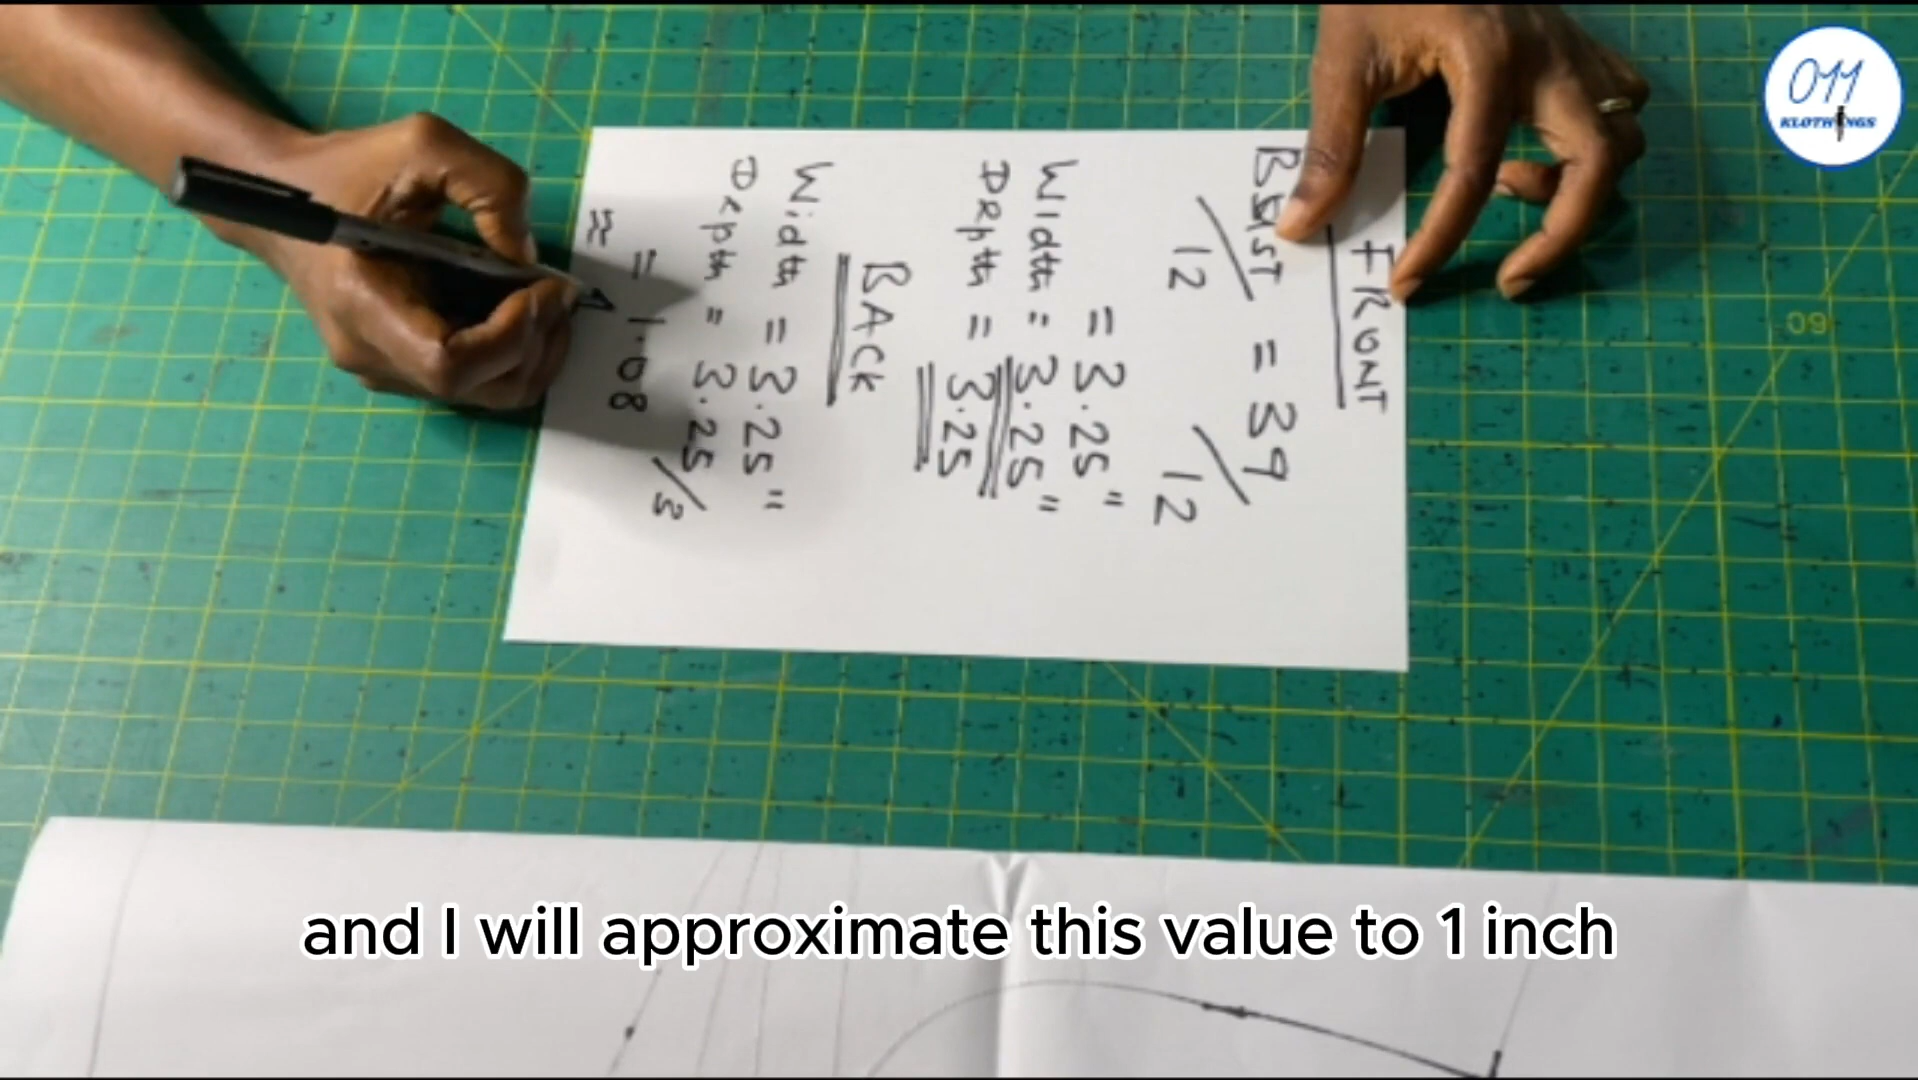 FRONT
BUST/12 = 39/12
= 3.25"
Width = 3.25"
Depth = 3.25
BACK
Width = 3.25"
Depth = 3.25/3
= 1.08
≈ 1
60
011
KLOTHINGS
and I will approximate this value to 1 inch